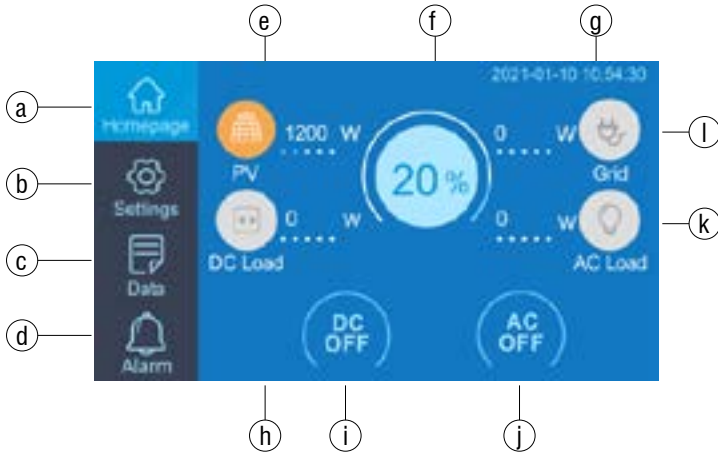 e f g
2021-01-10 10:54:30
a Homepage
1200 W
0 W
l
PV
20 %
Grid
b Settings
0 W
0 W
k
DC Load
AC Load
c Data
DC OFF
AC OFF
d Alarm
h i j